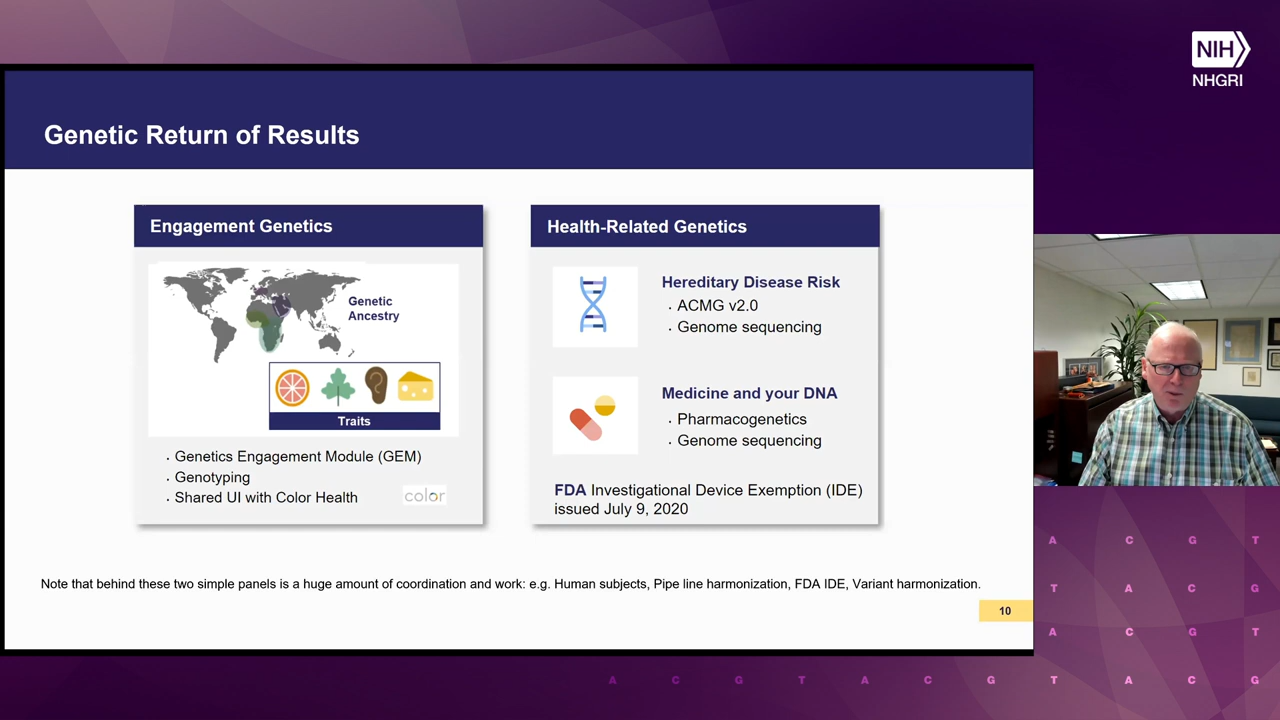 NIH
NHGRI
Genetic Return of Results
Engagement Genetics
Genetic
Ancestry
Traits
· Genetics Engagement Module (GEM)
· Genotyping
· Shared UI with Color Health
color
Health-Related Genetics
Hereditary Disease Risk
· ACMG v2.0
· Genome sequencing
Medicine and your DNA
· Pharmacogenetics
· Genome sequencing
FDA Investigational Device Exemption (IDE)
issued July 9, 2020
Note that behind these two simple panels is a huge amount of coordination and work: e.g. Human subjects, Pipe line harmonization, FDA IDE, Variant harmonization.
10
A C G T
T A C G
A C G T
A C G T A C G T A C G